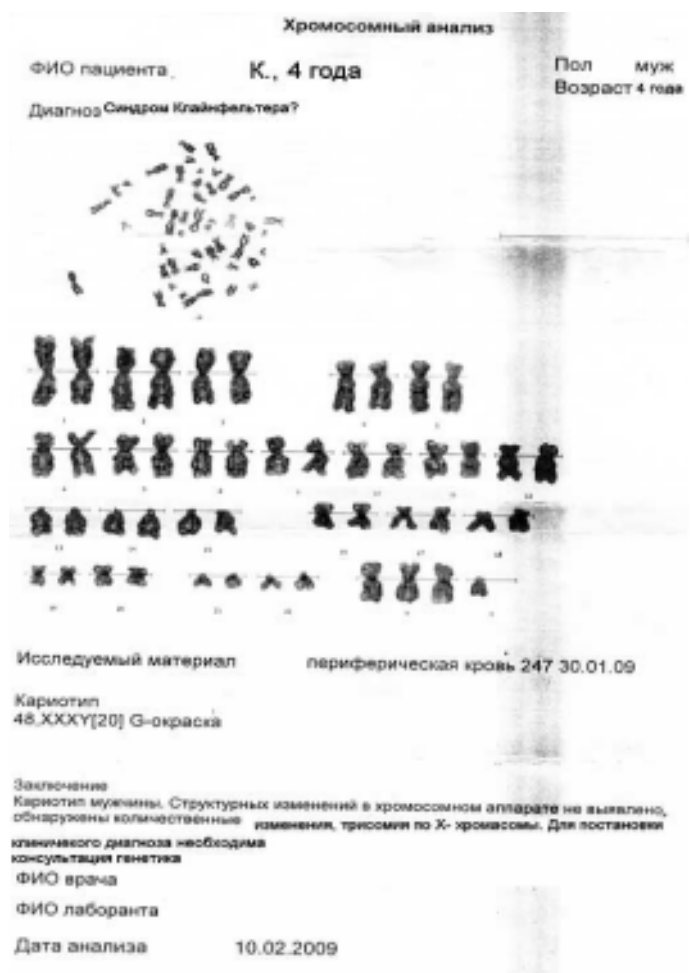 Хромосомный анализ
ФИО пациента К., 4 года Пол муж
Возраст 4 года
Диагноз Синдром Клайнфельтера?
Исследуемый материал периферическая кровь 247 30.01.09
Кариотип
48,XXXY[20] G-окраска
Заключение
Кариотип мужчины. Структурных изменений в хромосомном аппарате не выявлено,
обнаружены количественные изменения, трисомия по Х- хромасомы. Для постановки
клиничекого диагноза необходима
консультация генетика
ФИО врача
ФИО лаборанта
Дата анализа 10.02.2009